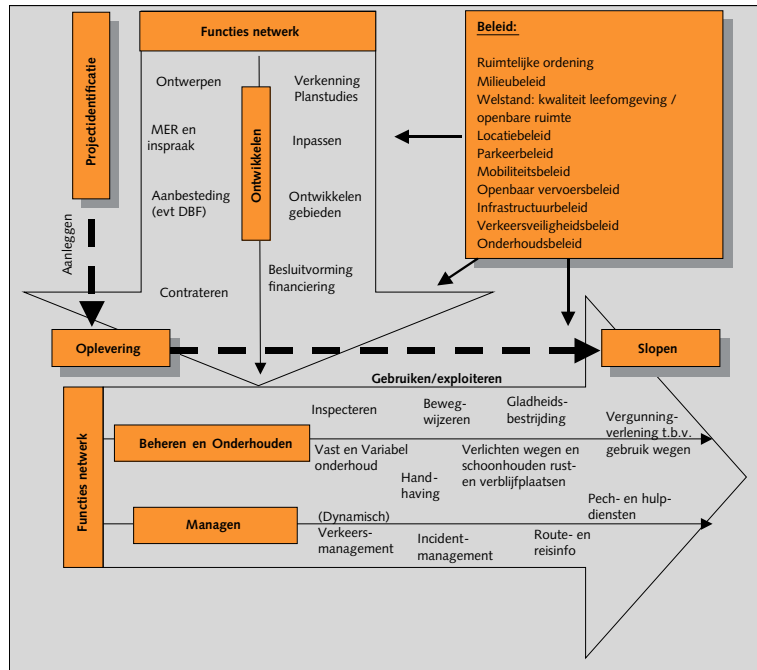 Functies netwerk
Projectidentificatie
Ontwerpen
Verkenning
Planstudies
MER en
inspraak
Inpassen
Ontwikkelen
Aanbesteding
(evt DBF)
Ontwikkelen
gebieden
Besluitvorming
financiering
Contrateren
Aanleggen
Beleid:
Ruimtelijke ordening
Milieubeleid
Welstand: kwaliteit leefomgeving /
openbare ruimte
Locatiebeleid
Parkeerbeleid
Mobiliteitsbeleid
Openbaar vervoersbeleid
Infrastructuurbeleid
Verkeersveiligheidsbeleid
Onderhoudsbeleid
Oplevering
Slopen
Gebruiken/exploiteren
Functies netwerk
Beheren en Onderhouden
Inspecteren
Beweg-
wijzeren
Gladheids-
bestrijding
Vergunning-
verlening t.b.v.
gebruik wegen
Vast en Variabel
onderhoud
Hand-
having
Verlichten wegen en
schoonhouden rust-
en verblijfplaatsen
Managen
(Dynamisch)
Verkeers-
management
Incident-
management
Route- en
reisinfo
Pech- en hulp-
diensten